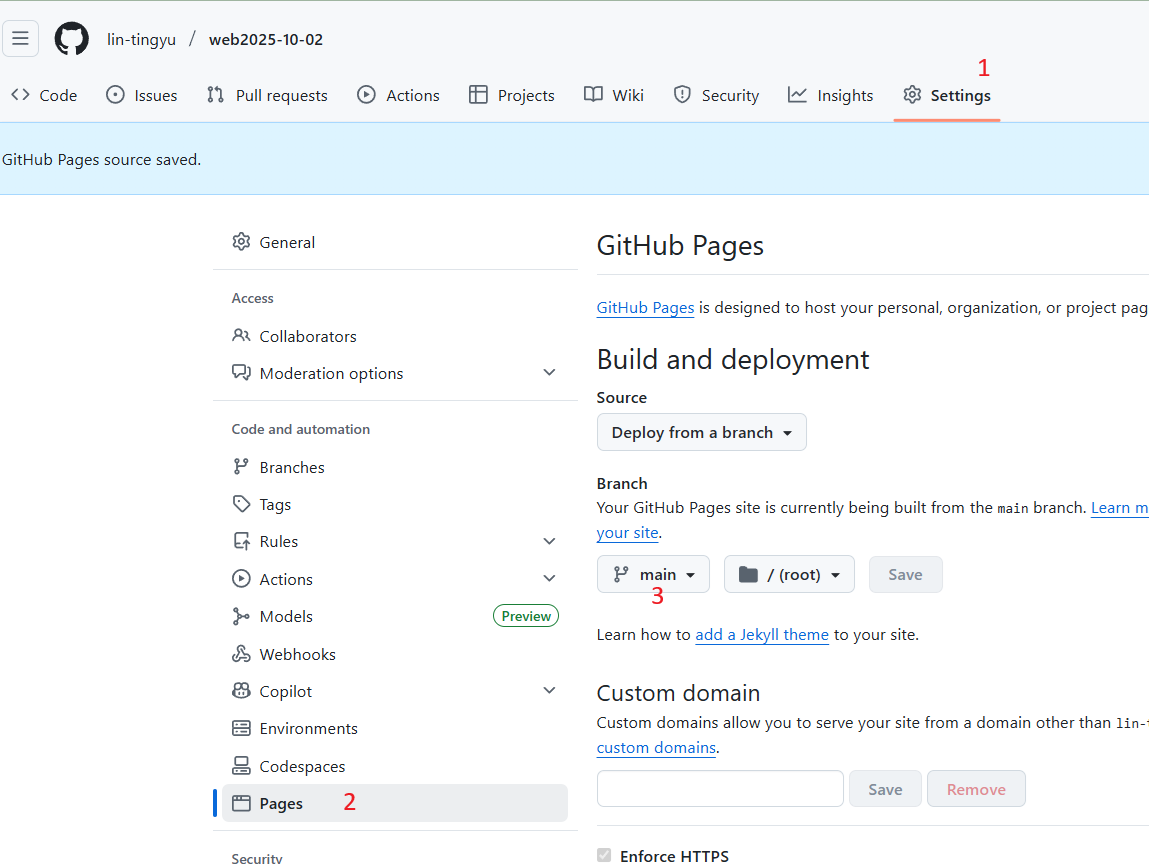 lin-tingyu / web2025-10-02
1
Code Issues Pull requests Actions Projects Wiki Security Insights Settings
GitHub Pages source saved.
General
Access
Collaborators
Moderation options
Code and automation
Branches
Tags
Rules
Actions
Models Preview
Webhooks
Copilot
Environments
Codespaces
Pages 2
Security
GitHub Pages
GitHub Pages is designed to host your personal, organization, or project pag
Build and deployment
Source
Deploy from a branch
Branch
Your GitHub Pages site is currently being built from the main branch. Learn m
your site.
main / (root) Save
3
Learn how to add a Jekyll theme to your site.
Custom domain
Custom domains allow you to serve your site from a domain other than lin-t
custom domains.
Save Remove
Enforce HTTPS